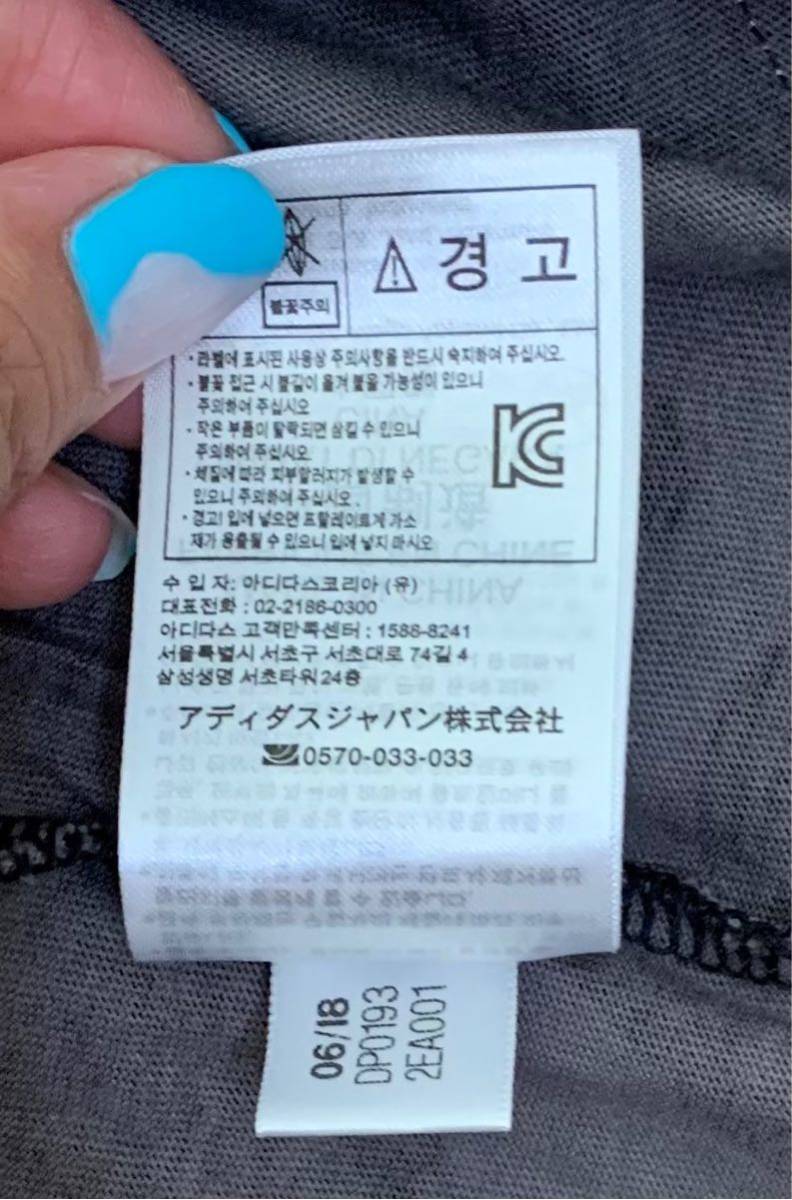 경고
불꽃주의
• 라벨에 표시된 사용상 주의사항을 반드시 숙지하여 주십시오.
• 불꽃 접근 시 불길이 옮겨 붙을 가능성이 있으니
주의하여 주십시오
• 작은 부품이 탈락되면 삼킬 수 있으니
주의하여 주십시오.
• 체질에 따라 피부알러지가 발생할 수
있으니 주의하여 주십시오.
• 경고! 입에 넣으면 프탈레이트계 가소
제가 용출될 수 있으니 입에 넣지 마시오
수 입 자: 아디다스코리아 (유)
대표전화 : 02-2186-0300
아디다스 고객만족센터 : 1588-8241
서울특별시 서초구 서초대로 74길 4
삼성생명 서초타워 24층
アディダスジャパン株式会社
0570-033-033
06/18
DP0193
2EA001